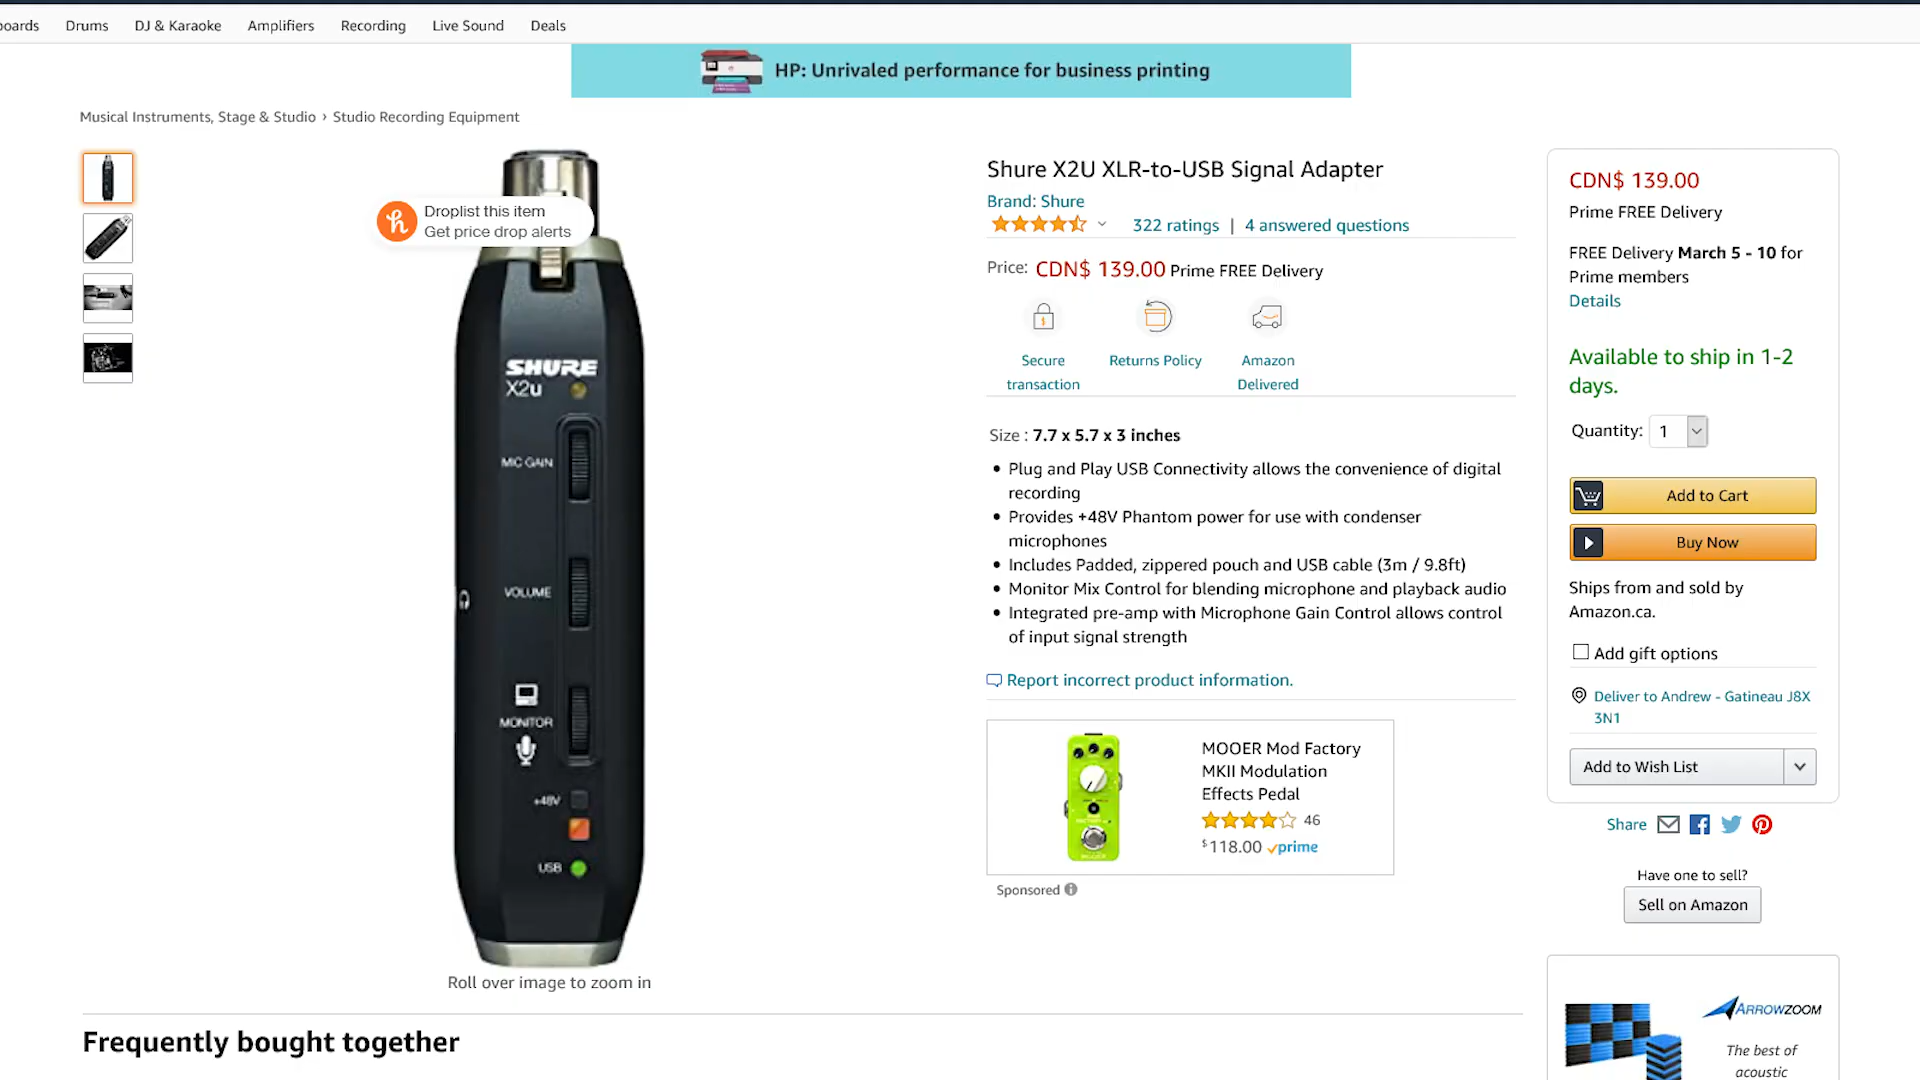 Drums DJ & Karaoke Amplifiers Recording Live Sound Deals
HP: Unrivaled performance for business printing
Musical Instruments, Stage & Studio › Studio Recording Equipment
Droplist this item
Get price drop alerts
SHURE
X2u
MIC GAIN
VOLUME
MONITOR
+48V
USB
Roll over image to zoom in
Shure X2U XLR-to-USB Signal Adapter
Brand: Shure
322 ratings | 4 answered questions
Price: CDN$ 139.00 Prime FREE Delivery
Secure
transaction
Returns Policy
Amazon
Delivered
Size : 7.7 x 5.7 x 3 inches
• Plug and Play USB Connectivity allows the convenience of digital
recording
• Provides +48V Phantom power for use with condenser
microphones
• Includes Padded, zippered pouch and USB cable (3m / 9.8ft)
• Monitor Mix Control for blending microphone and playback audio
• Integrated pre-amp with Microphone Gain Control allows control
of input signal strength
Report incorrect product information.
MOOER Mod Factory
MKII Modulation
Effects Pedal
46
$118.00 prime
Sponsored
CDN$ 139.00
Prime FREE Delivery
FREE Delivery March 5 - 10 for
Prime members
Details
Available to ship in 1-2
days.
Quantity: 1
Add to Cart
Buy Now
Ships from and sold by
Amazon.ca.
Add gift options
Deliver to Andrew - Gatineau J8X
3N1
Add to Wish List
Share
Have one to sell?
Sell on Amazon
ARROWZOOM
The best of
acoustic
Frequently bought together